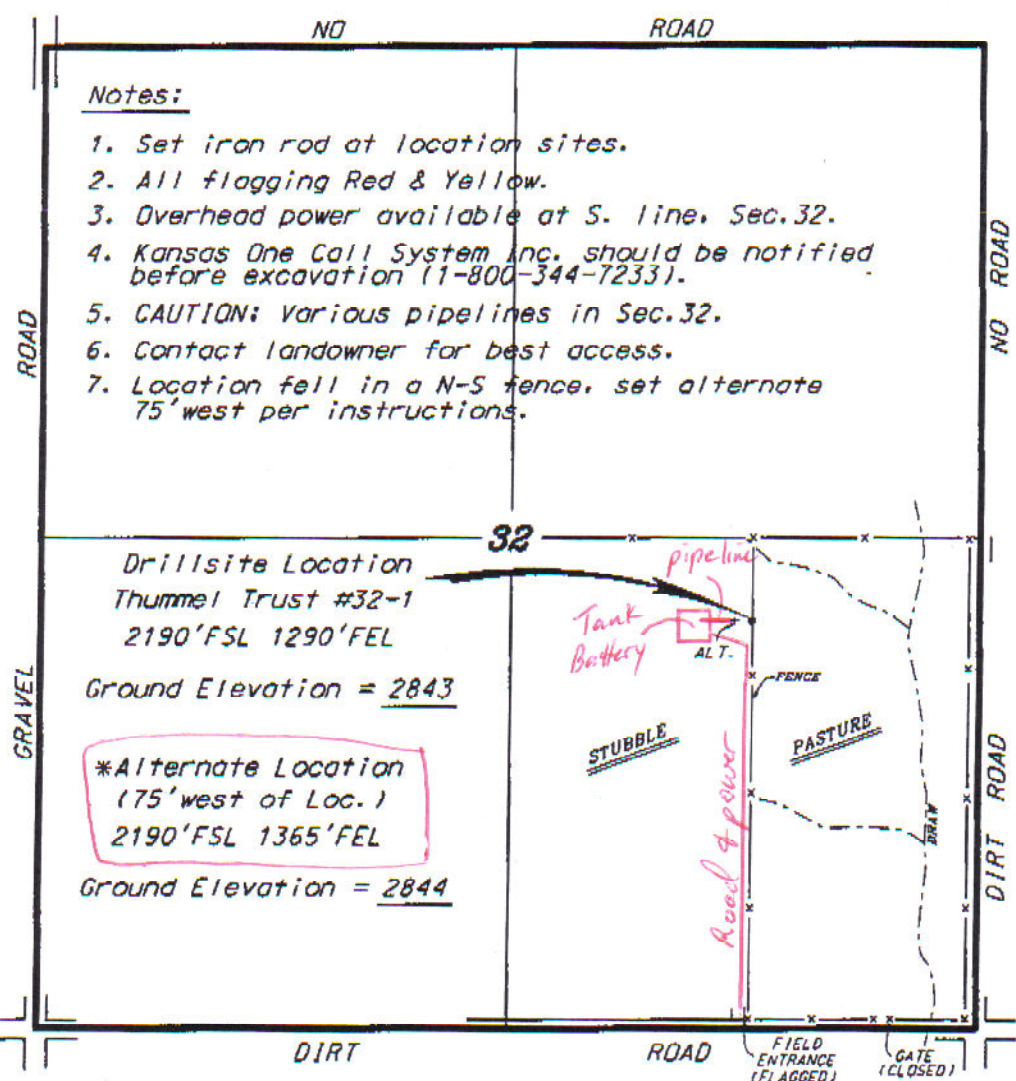 NO ROAD
Notes:
1. Set iron rod at location sites.
2. All flagging Red & Yellow.
3. Overhead power available at S. line, Sec.32.
4. Kansas One Call System Inc. should be notified
before excavation (1-800-344-7233).
5. CAUTION: Various pipelines in Sec.32.
6. Contact landowner for best access.
7. Location fell in a N-S fence, set alternate
75'west per instructions.
GRAVEL ROAD
NO ROAD
32
Drillsite Location
Thummel Trust #32-1
2190'FSL 1290'FEL
Ground Elevation = 2843
*Alternate Location
(75'west of Loc.)
2190'FSL 1365'FEL
Ground Elevation = 2844
pipeline
Tank
Battery
ALT.
FENCE
STUBBLE
PASTURE
Road & power
DRAW
DIRT ROAD
DIRT ROAD
FIELD
ENTRANCE
(FLAGGED)
GATE
(CLOSED)